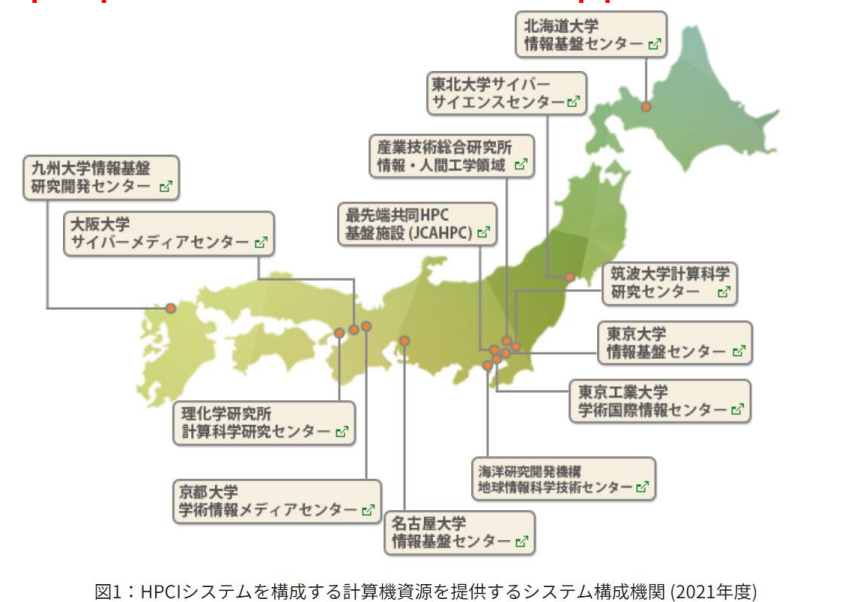 北海道大学
情報基盤センター
東北大学サイバー
サイエンスセンター
産業技術総合研究所
情報・人間工学領域
九州大学情報基盤
研究開発センター
最先端共同HPC
基盤施設 (JCAHPC)
大阪大学
サイバーメディアセンター
筑波大学計算科学
研究センター
東京大学
情報基盤センター
東京工業大学
学術国際情報センター
理化学研究所
計算科学研究センター
海洋研究開発機構
地球情報科学技術センター
京都大学
学術情報メディアセンター
名古屋大学
情報基盤センター
図1：HPCIシステムを構成する計算機資源を提供するシステム構成機関 (2021年度)